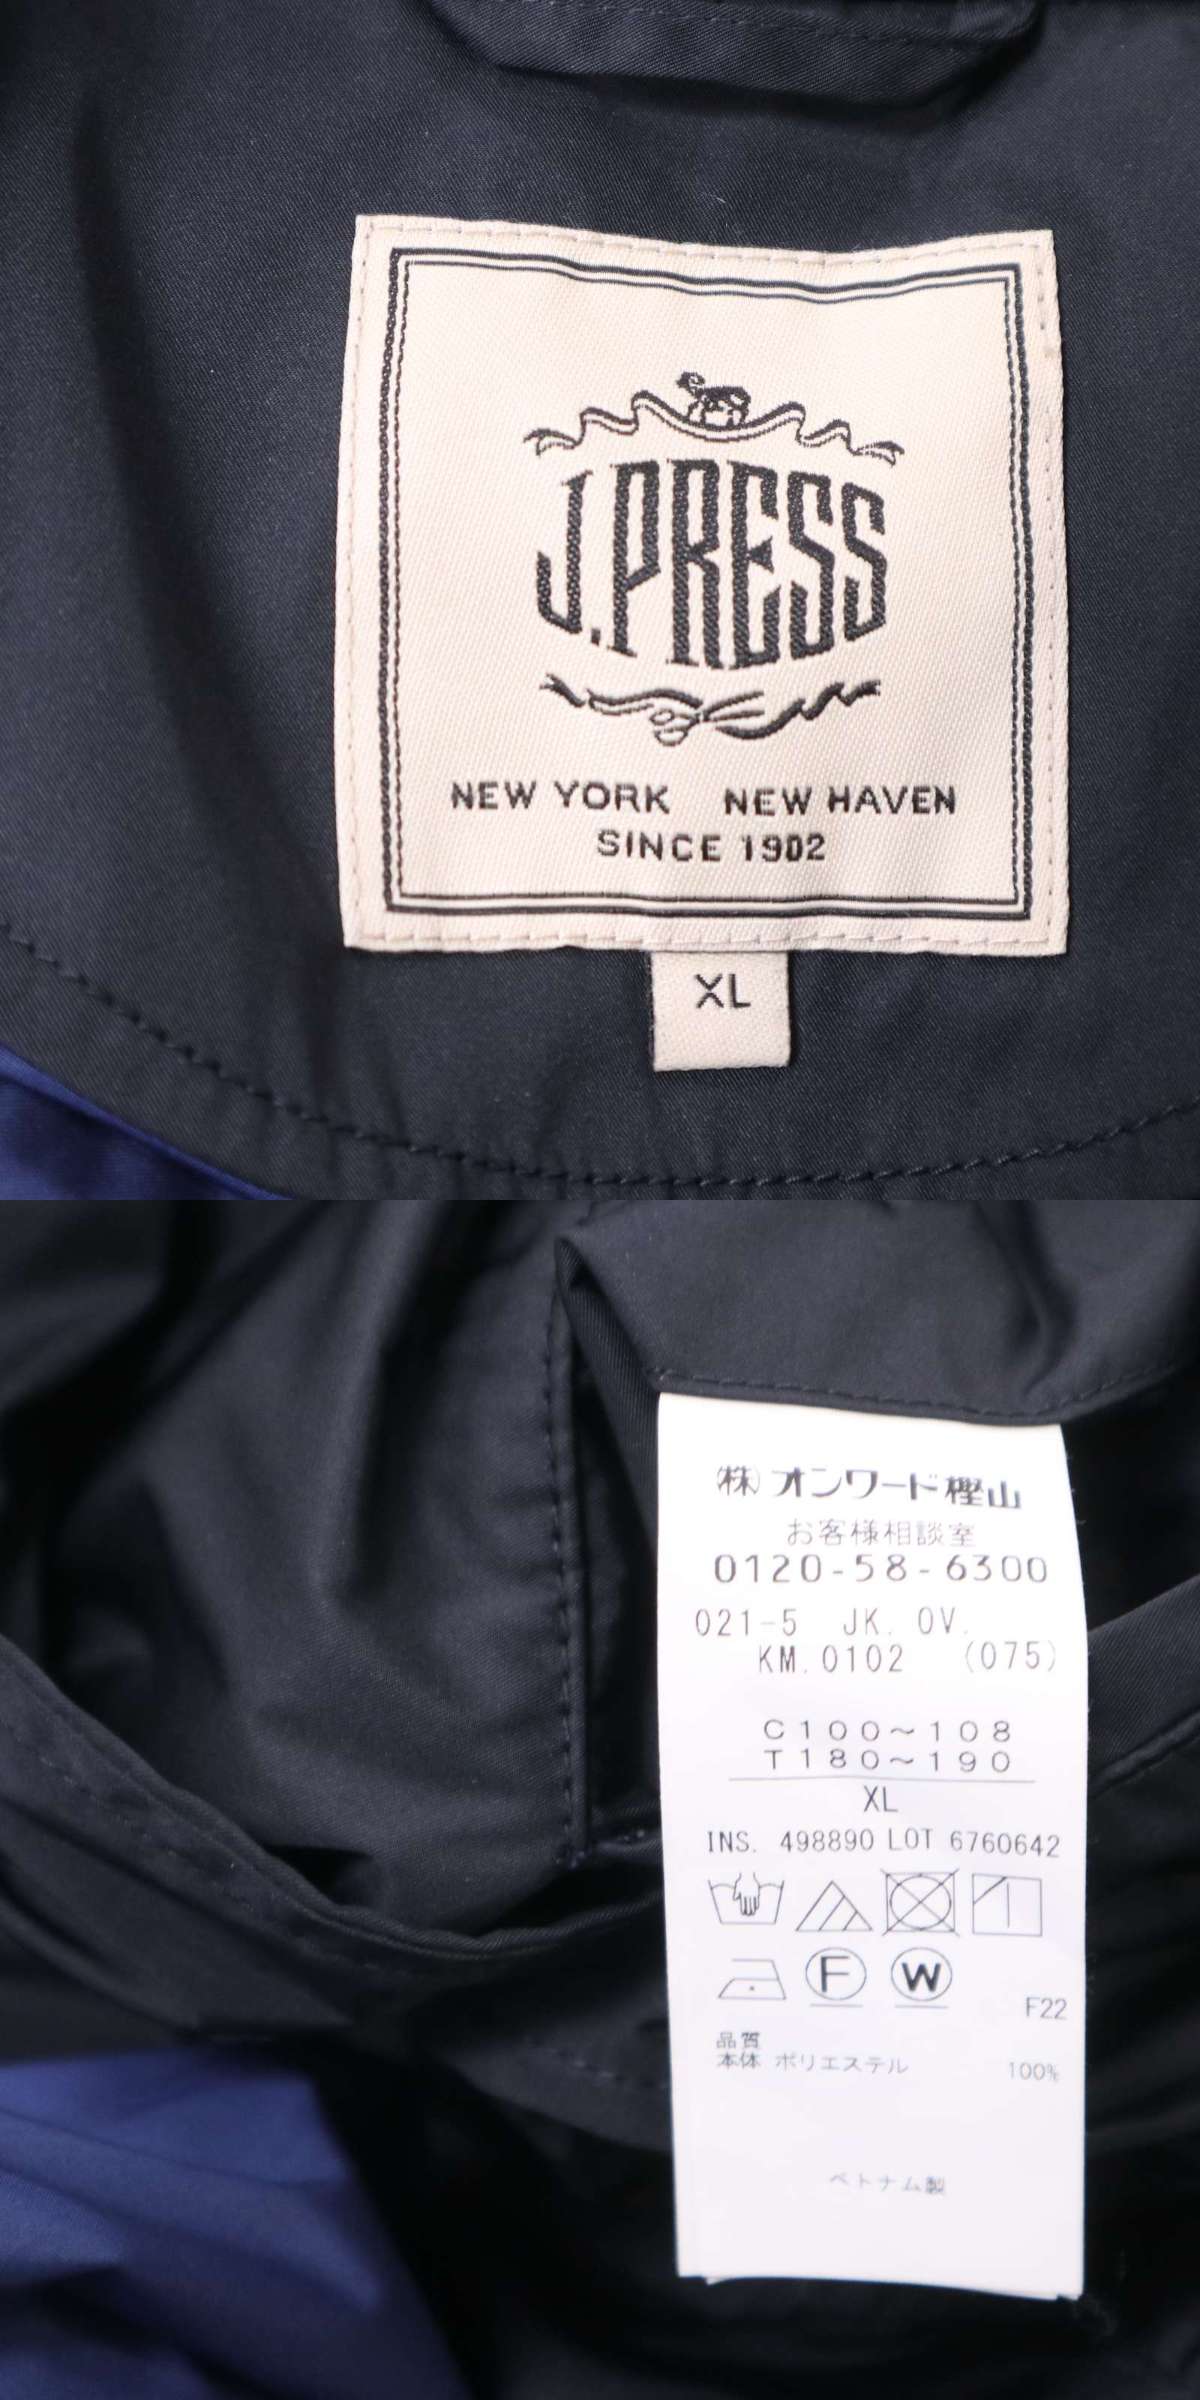 J.PRESS
NEW YORK NEW HAVEN
SINCE 1902
XL
(株)オンワード樫山
お客様相談室
0120-58-6300
021-5 JK. OV.
KM.0102 (075)
C100~108
T180~190
XL
INS. 498890 LOT 6760642
F W
F22
品質
本体 ポリエステル 100%
ベトナム製